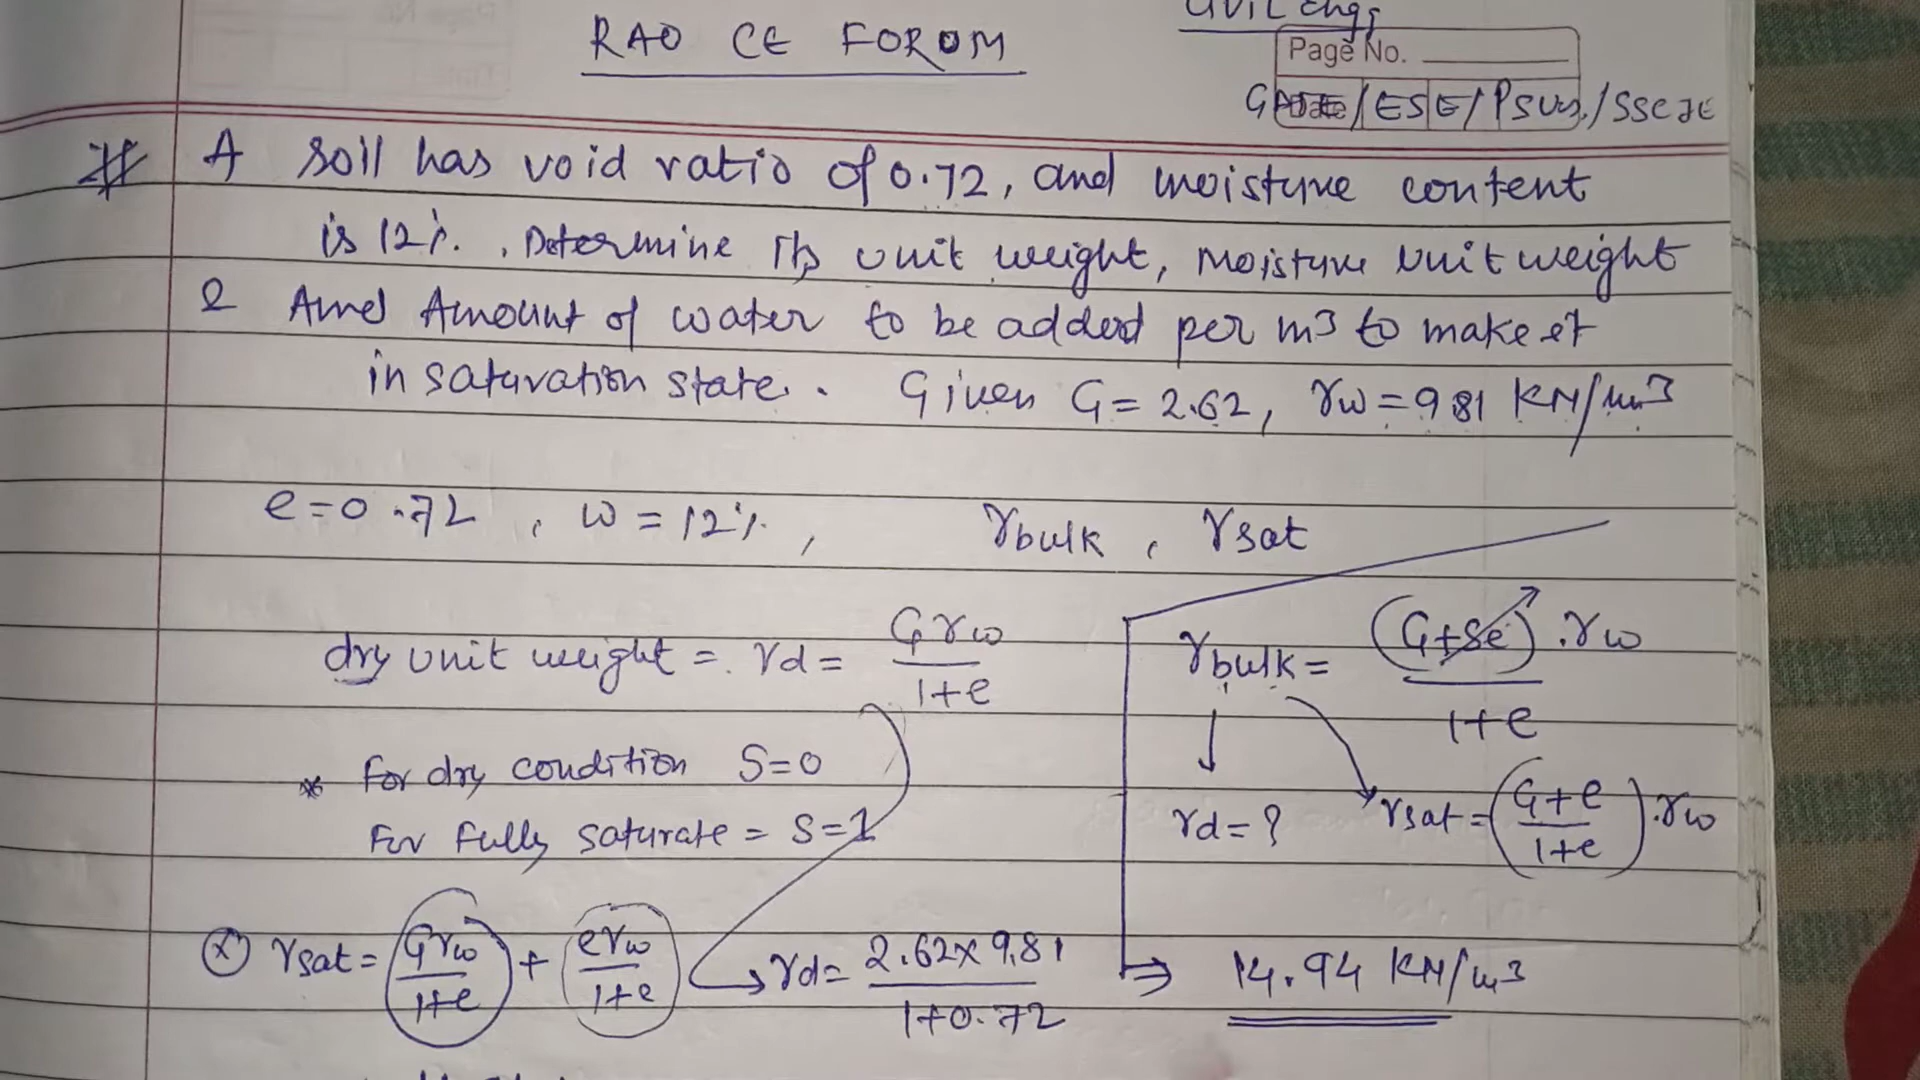 RAO CE FOROM
Civil Engg
Page No.
GATE/ESE/PSUs./SSC JE
# A soil has void ratio of 0.72, and moisture content
is 12%. . Determine Its unit weight, Moisture Unit weight
& And Amount of water to be added per m3 to make it
in saturation state. . Given G = 2.62, γw = 9.81 KN/m3
e = 0.72 , w = 12% , γbulk , γsat
dry unit weight = γd = Gγw / 1+e
γbulk = (G+Se).γw / 1+e
* For dry condition S=0
For fully saturate = S=1
γd = ? γsat = (G+e / 1+e).γw
* γsat = Gγw / 1+e + eγw / 1+e
γd = 2.62×9.81 / 1+0.72 ⇒ 14.94 KN/m3